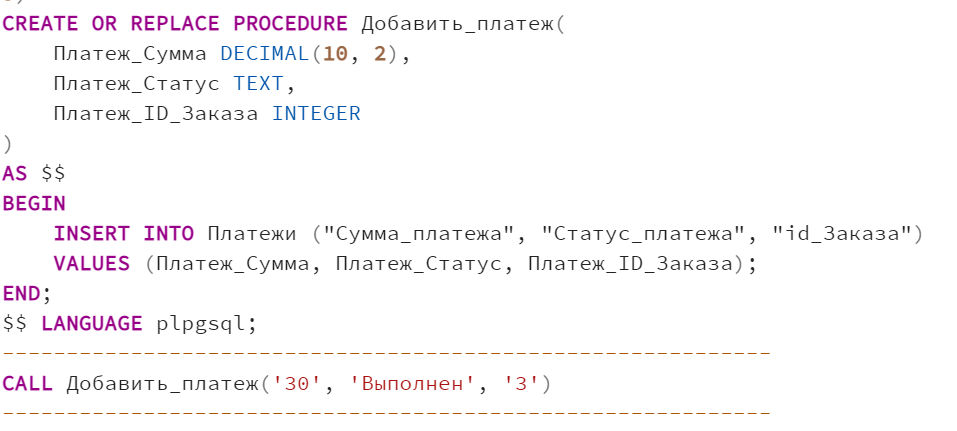 CREATE OR REPLACE PROCEDURE Добавить_платеж(
    Платеж_Сумма DECIMAL(10, 2),
    Платеж_Статус TEXT,
    Платеж_ID_Заказа INTEGER
)
AS $$
BEGIN
    INSERT INTO Платежи ("Сумма_платежа", "Статус_платежа", "id_Заказа")
    VALUES (Платеж_Сумма, Платеж_Статус, Платеж_ID_Заказа);
END;
$$ LANGUAGE plpgsql;
------------------------------------------------------------
CALL Добавить_платеж('30', 'Выполнен', '3')
------------------------------------------------------------